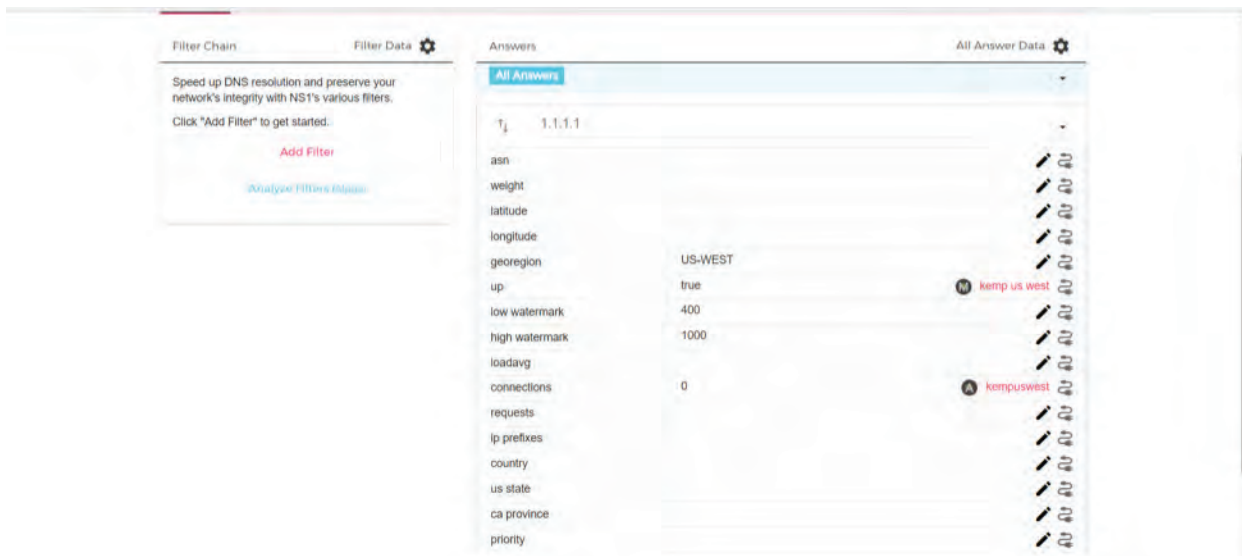 Filter Chain
Filter Data
Speed up DNS resolution and preserve your
network's integrity with NS1's various filters.
Click "Add Filter" to get started.
Add Filter
Analyze Filters
Answers
All Answer Data
All Answers
1.1.1.1
asn
weight
latitude
longitude
georegion US-WEST
up true M kemp us west
low watermark 400
high watermark 1000
loadavg
connections 0 A kempuswest
requests
ip prefixes
country
us state
ca province
priority